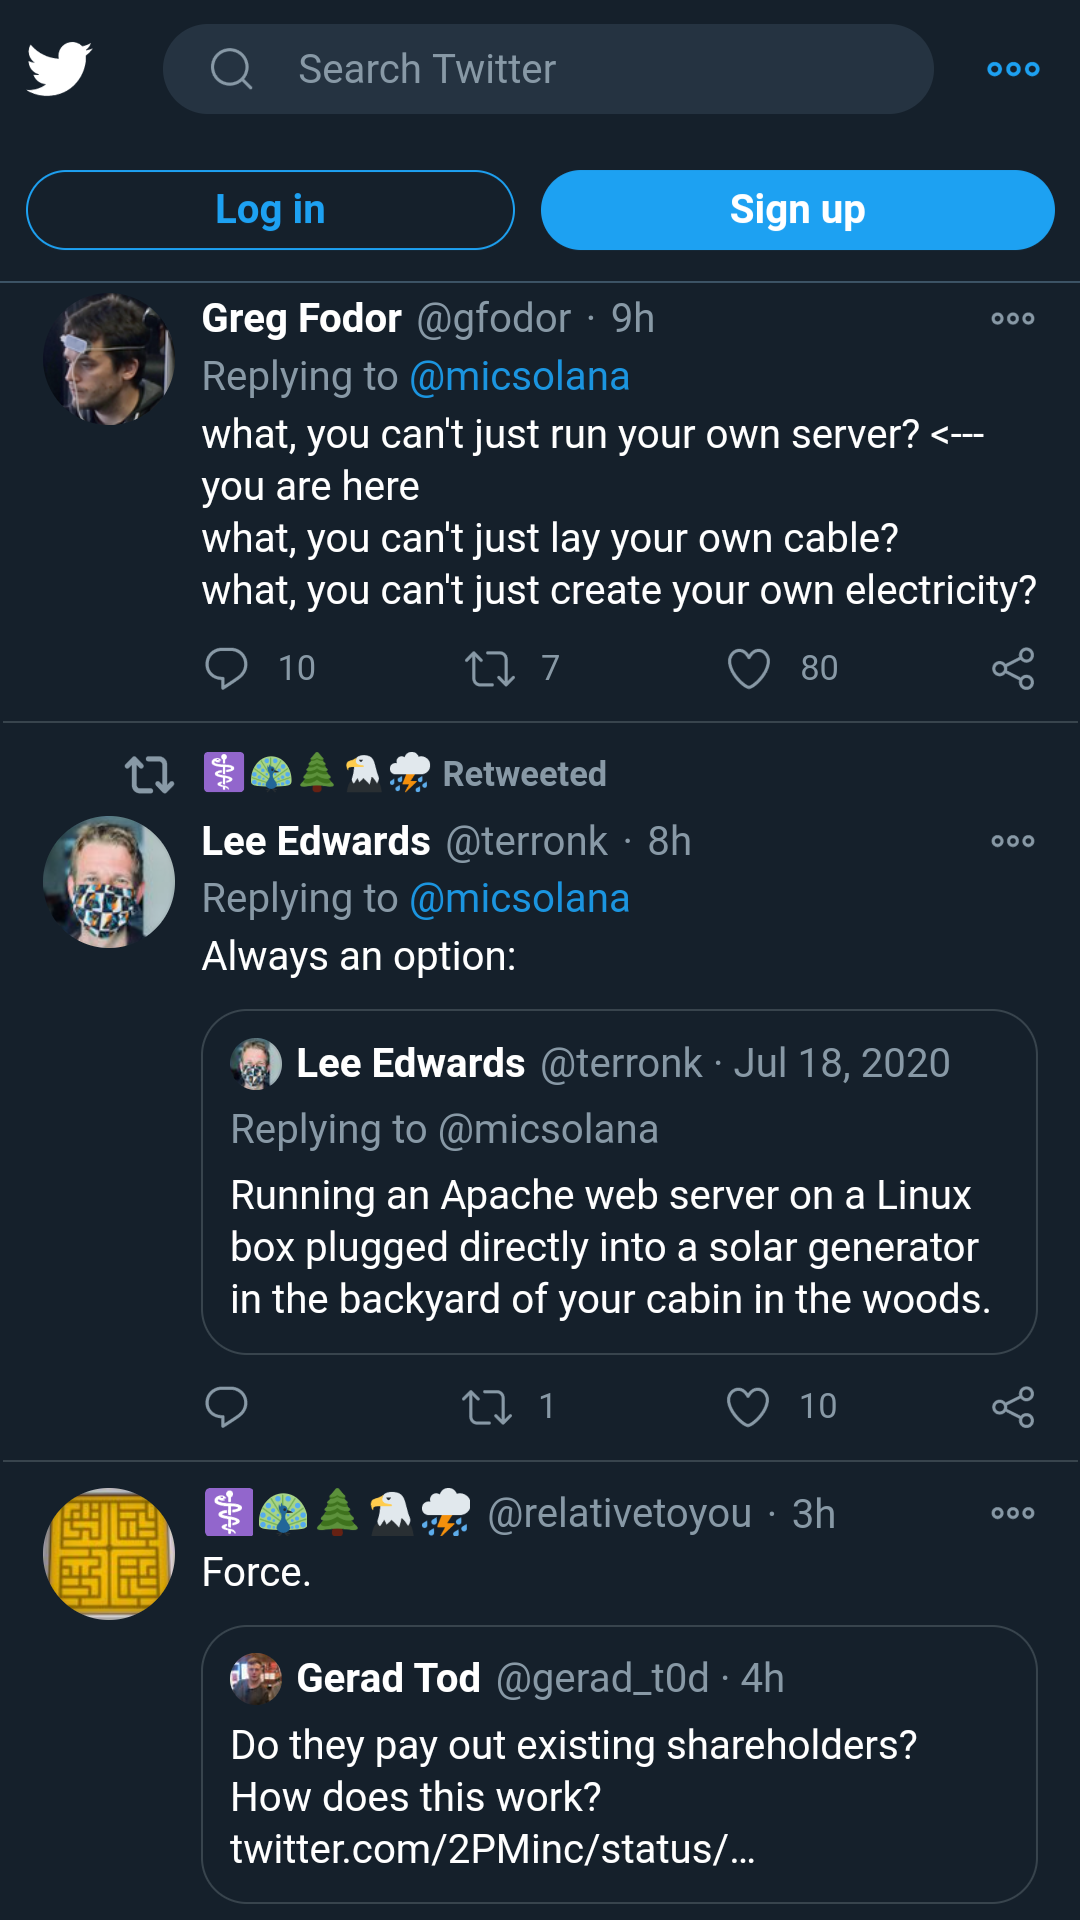 Search Twitter
Log in
Sign up
Greg Fodor @gfodor · 9h
Replying to @micsolana
what, you can't just run your own server? <---
you are here
what, you can't just lay your own cable?
what, you can't just create your own electricity?
10 7 80
⚕️🦚🌲🦅⛈️ Retweeted
Lee Edwards @terronk · 8h
Replying to @micsolana
Always an option:
Lee Edwards @terronk · Jul 18, 2020
Replying to @micsolana
Running an Apache web server on a Linux
box plugged directly into a solar generator
in the backyard of your cabin in the woods.
1 10
⚕️🦚🌲🦅⛈️ @relativetoyou · 3h
Force.
Gerad Tod @gerad_t0d · 4h
Do they pay out existing shareholders?
How does this work?
twitter.com/2PMinc/status/…